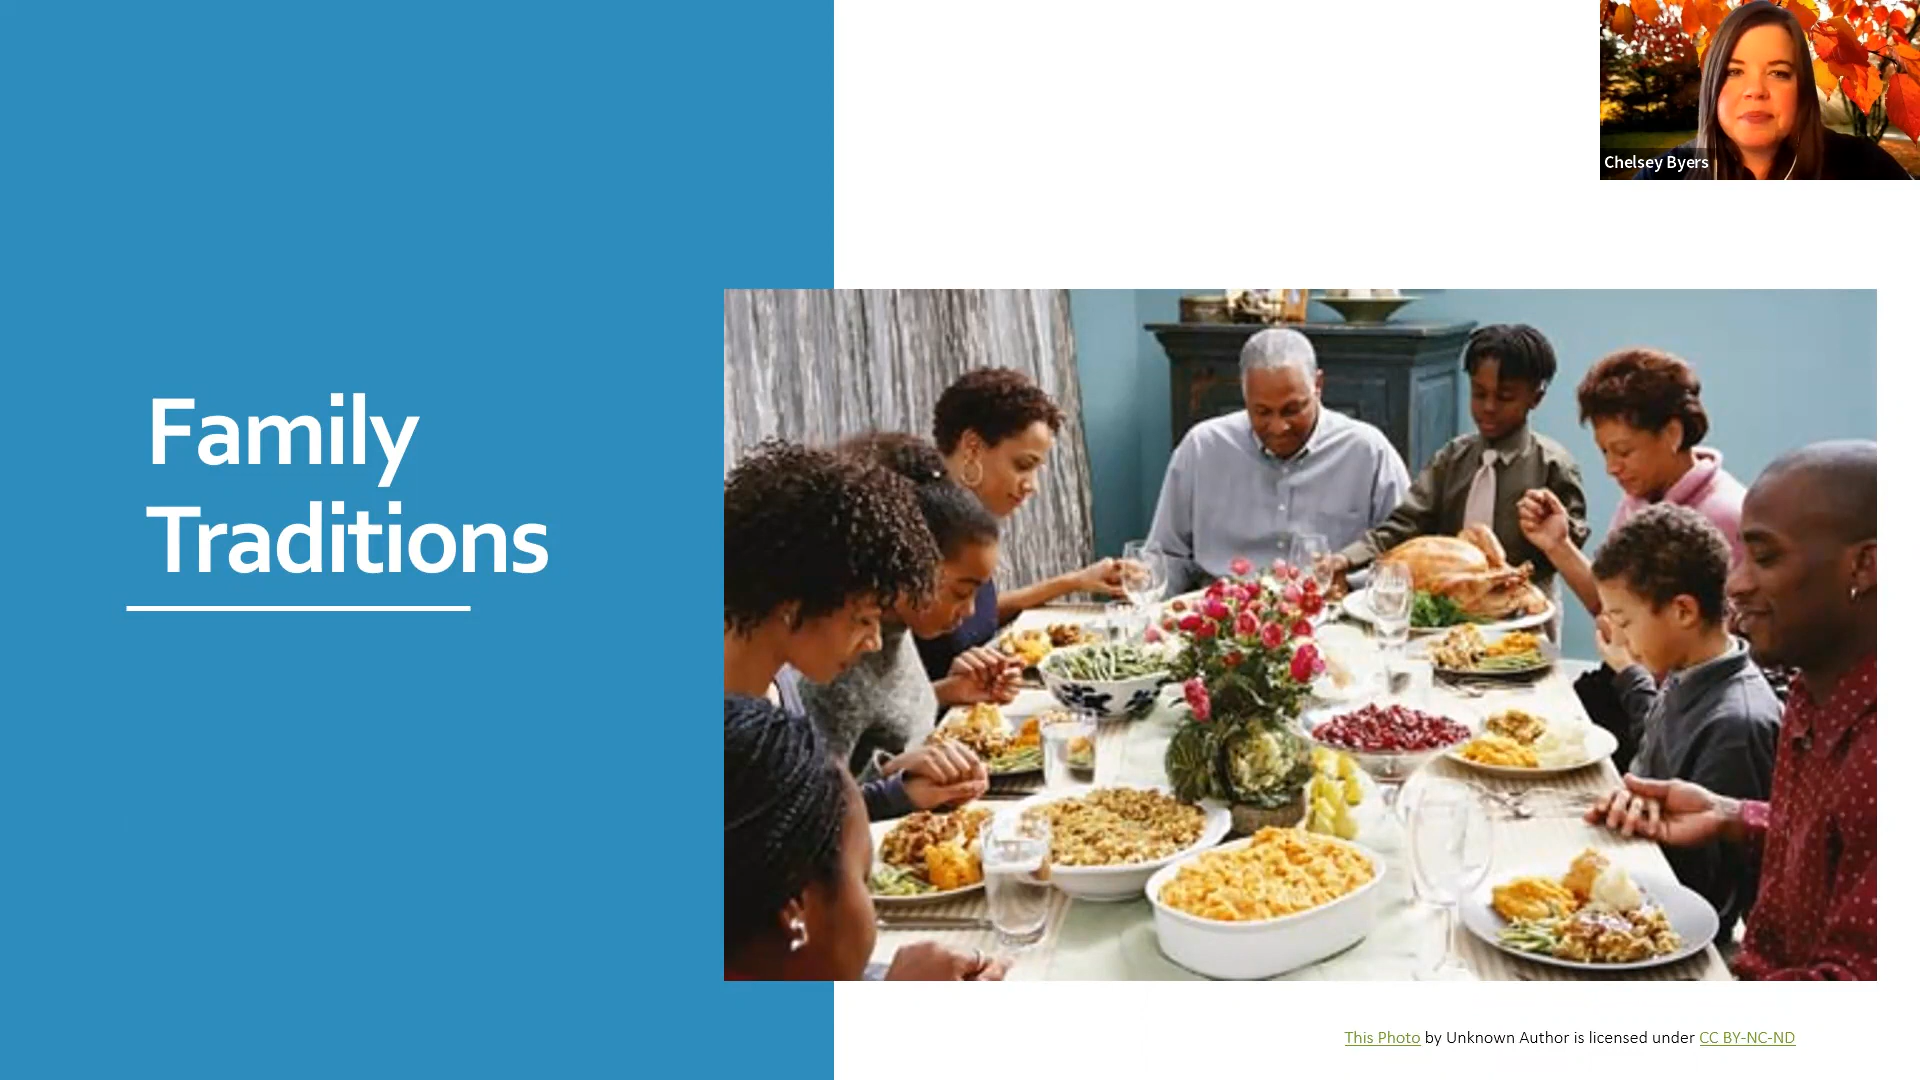 Chelsey Byers
Family
Traditions
This Photo by Unknown Author is licensed under CC BY-NC-ND